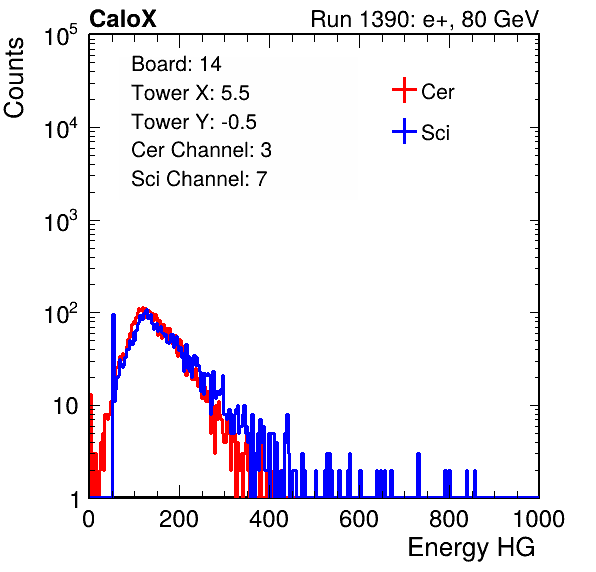 CaloX Run 1390: e+, 80 GeV
Counts
Board: 14
Tower X: 5.5
Tower Y: -0.5
Cer Channel: 3
Sci Channel: 7
Cer
Sci
10^5
10^4
10^3
10^2
10
1
0 200 400 600 800 1000
Energy HG